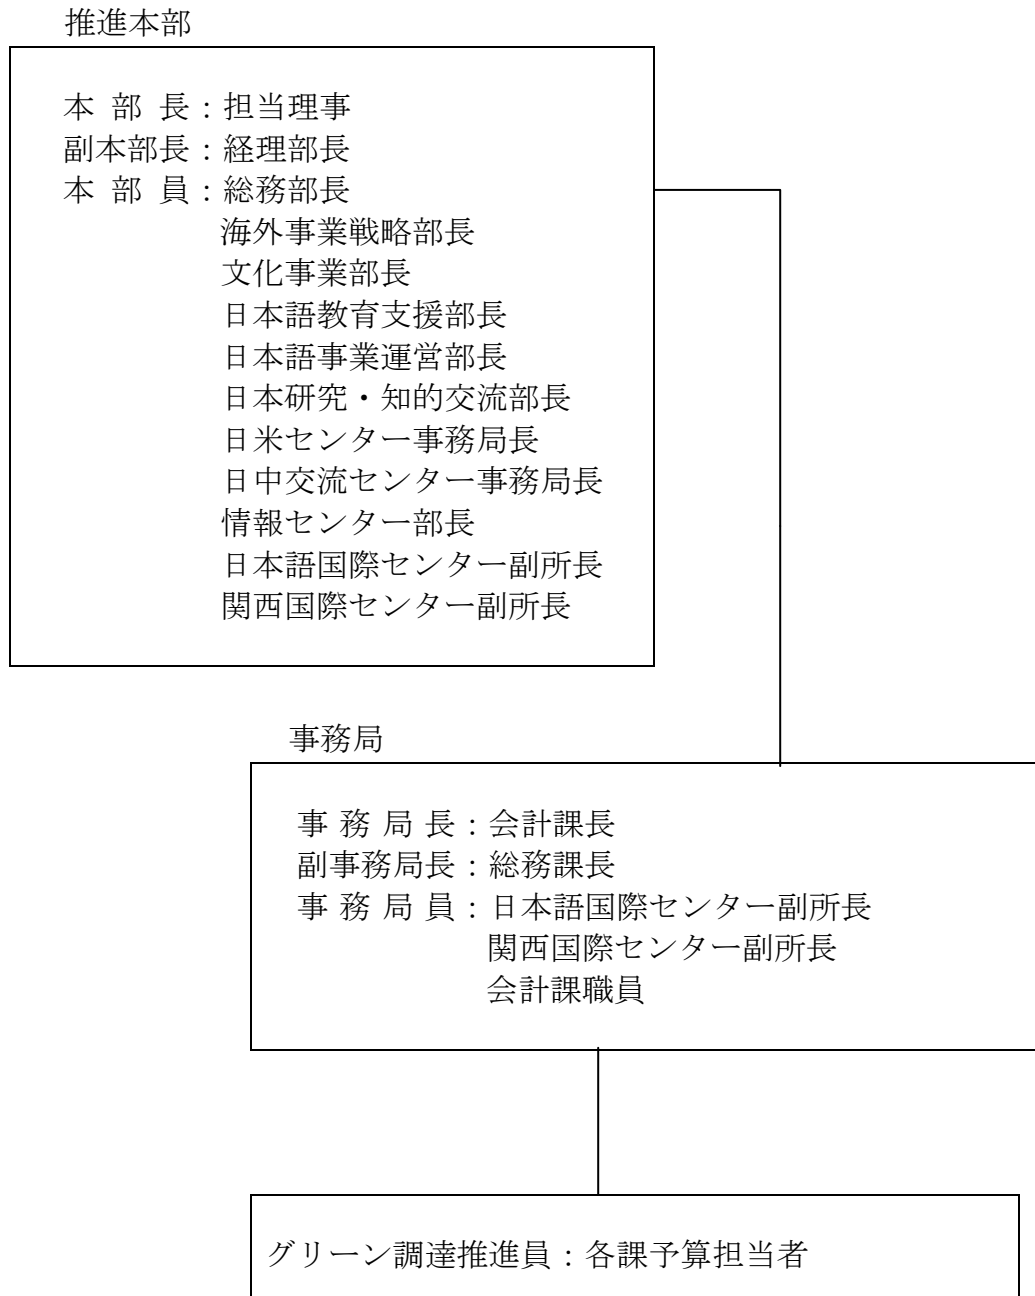 推進本部
本 部 長：担当理事
副本部長：経理部長
本 部 員：総務部長
海外事業戦略部長
文化事業部長
日本語教育支援部長
日本語事業運営部長
日本研究・知的交流部長
日米センター事務局長
日中交流センター事務局長
情報センター部長
日本語国際センター副所長
関西国際センター副所長
事務局
事 務 局 長：会計課長
副事務局長：総務課長
事 務 局 員：日本語国際センター副所長
関西国際センター副所長
会計課職員
グリーン調達推進員：各課予算担当者